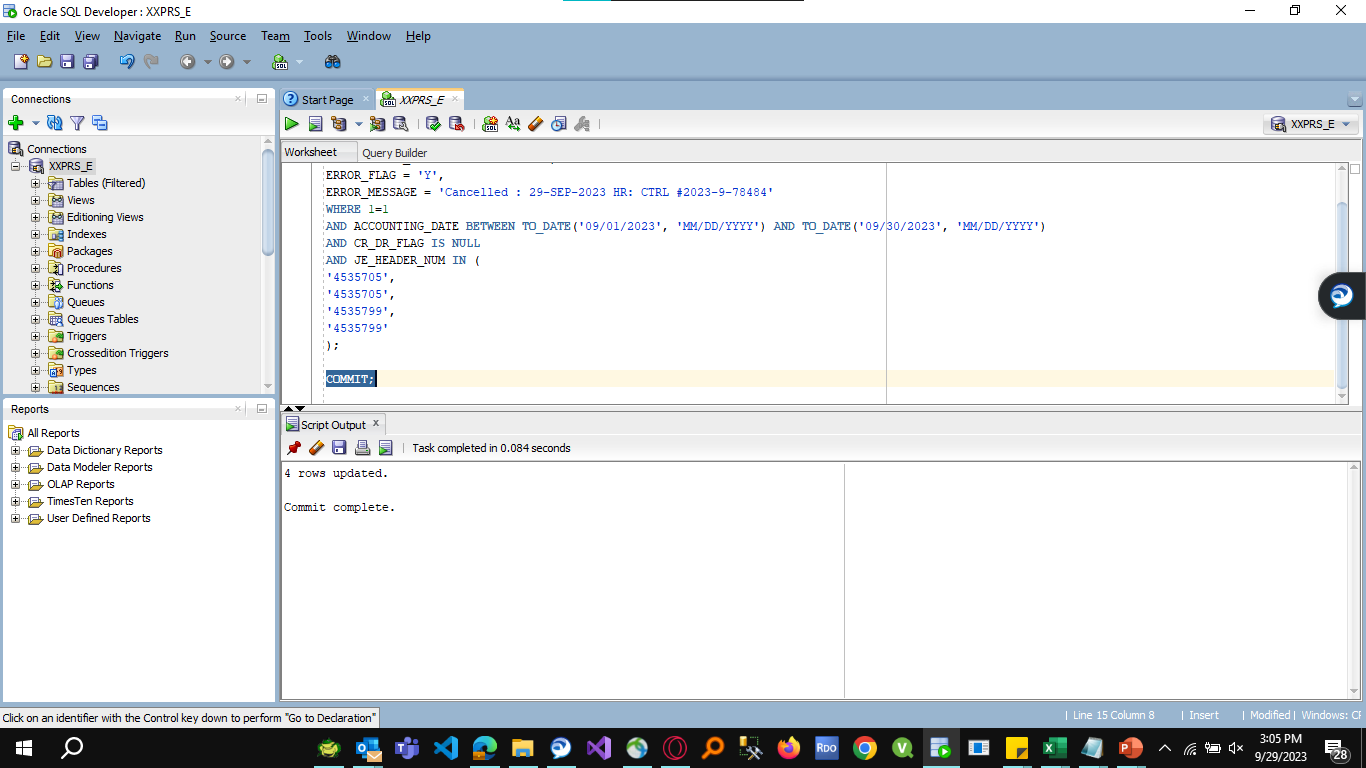 Oracle SQL Developer : XXPRS_E
File Edit View Navigate Run Source Team Tools Window Help
Connections
Connections
XXPRS_E
Tables (Filtered)
Views
Editioning Views
Indexes
Packages
Procedures
Functions
Queues
Queues Tables
Triggers
Crossedition Triggers
Types
Sequences
Reports
All Reports
Data Dictionary Reports
Data Modeler Reports
OLAP Reports
TimesTen Reports
User Defined Reports
Start Page XXPRS_E
XXPRS_E
Worksheet Query Builder
ERROR_FLAG = 'Y',
ERROR_MESSAGE = 'Cancelled : 29-SEP-2023 HR: CTRL #2023-9-78484'
WHERE 1=1
AND ACCOUNTING_DATE BETWEEN TO_DATE('09/01/2023', 'MM/DD/YYYY') AND TO_DATE('09/30/2023', 'MM/DD/YYYY')
AND CR_DR_FLAG IS NULL
AND JE_HEADER_NUM IN (
'4535705',
'4535705',
'4535799',
'4535799'
);
COMMIT;
Script Output
Task completed in 0.084 seconds
4 rows updated.
Commit complete.
Click on an identifier with the Control key down to perform "Go to Declaration"
Line 15 Column 8 Insert Modified Windows: CF
Rdo
3:05 PM
9/29/2023
28